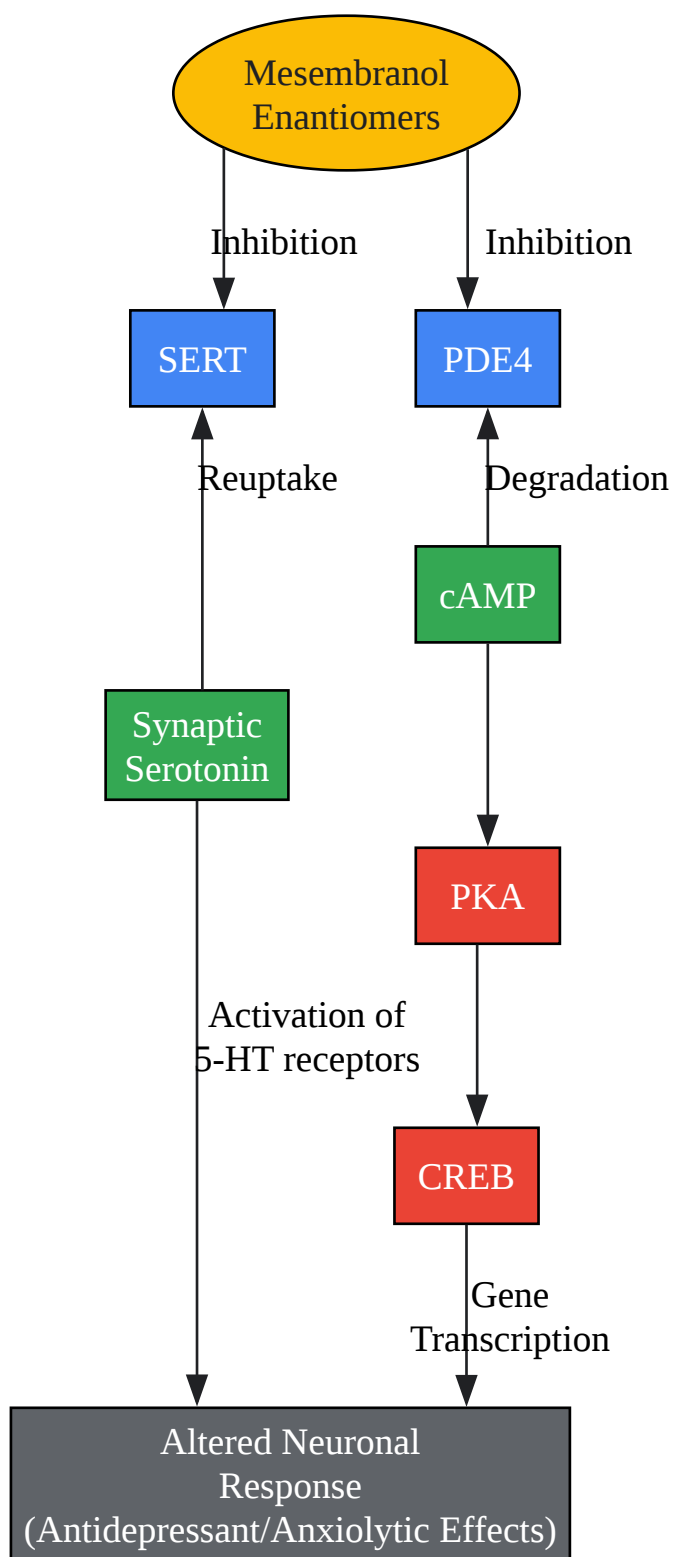 Mesembranol
Enantiomers
Inhibition
Inhibition
SERT
PDE4
Reuptake
Degradation
cAMP
Synaptic
Serotonin
PKA
Activation of
5-HT receptors
CREB
Gene
Transcription
Altered Neuronal
Response
(Antidepressant/Anxiolytic Effects)